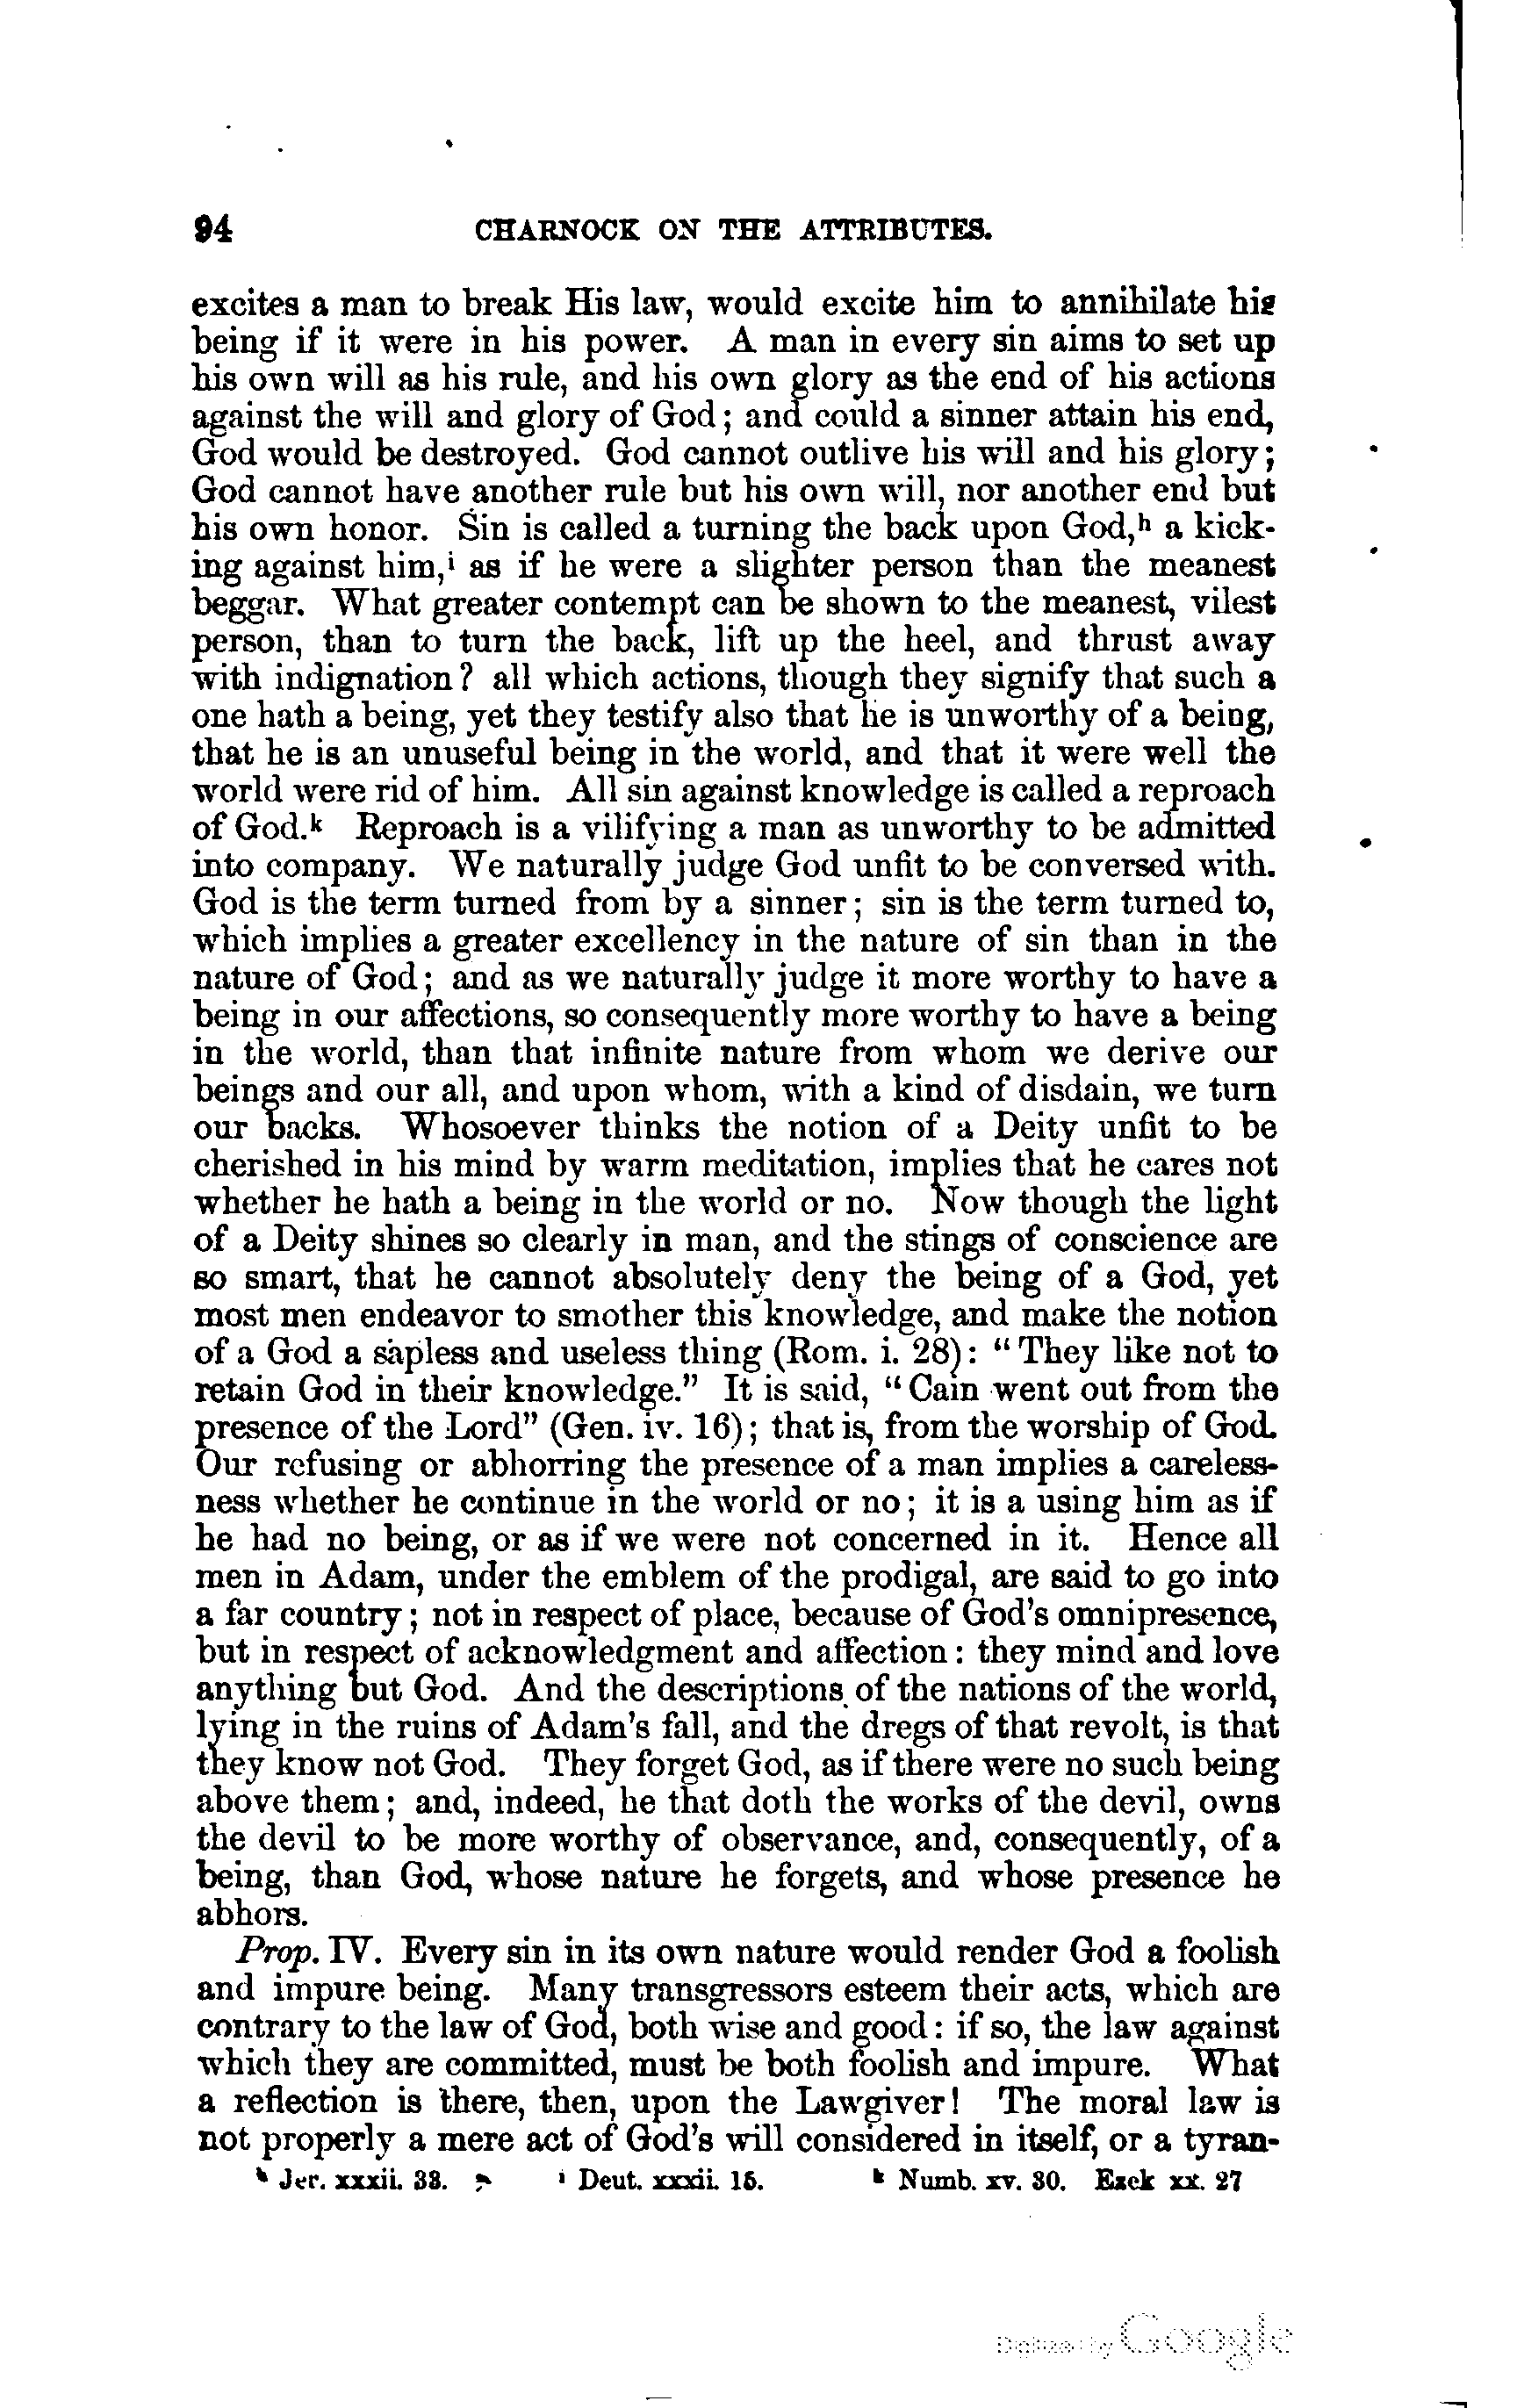 94 CHARNOCK ON THE ATTRIBUTES.
excites a man to break His law, would excite him to annihilate his
being if it were in his power. A man in every sin aims to set up
his own will as his rule, and his own glory as the end of his actions
against the will and glory of God; and could a sinner attain his end,
God would be destroyed. God cannot outlive his will and his glory;
God cannot have another rule but his own will, nor another end but
his own honor. Sin is called a turning the back upon God,ʰ a kick-
ing against him,ⁱ as if he were a slighter person than the meanest
beggar. What greater contempt can be shown to the meanest, vilest
person, than to turn the back, lift up the heel, and thrust away
with indignation? all which actions, though they signify that such a
one hath a being, yet they testify also that he is unworthy of a being,
that he is an unuseful being in the world, and that it were well the
world were rid of him. All sin against knowledge is called a reproach
of God.ᵏ Reproach is a vilifying a man as unworthy to be admitted
into company. We naturally judge God unfit to be conversed with.
God is the term turned from by a sinner; sin is the term turned to,
which implies a greater excellency in the nature of sin than in the
nature of God; and as we naturally judge it more worthy to have a
being in our affections, so consequently more worthy to have a being
in the world, than that infinite nature from whom we derive our
beings and our all, and upon whom, with a kind of disdain, we turn
our backs. Whosoever thinks the notion of a Deity unfit to be
cherished in his mind by warm meditation, implies that he cares not
whether he hath a being in the world or no. Now though the light
of a Deity shines so clearly in man, and the stings of conscience are
so smart, that he cannot absolutely deny the being of a God, yet
most men endeavor to smother this knowledge, and make the notion
of a God a sapless and useless thing (Rom. i. 28): "They like not to
retain God in their knowledge." It is said, "Cain went out from the
presence of the Lord" (Gen. iv. 16); that is, from the worship of God.
Our refusing or abhorring the presence of a man implies a careless-
ness whether he continue in the world or no; it is a using him as if
he had no being, or as if we were not concerned in it. Hence all
men in Adam, under the emblem of the prodigal, are said to go into
a far country; not in respect of place, because of God's omnipresence,
but in respect of acknowledgment and affection: they mind and love
anything but God. And the descriptions of the nations of the world,
lying in the ruins of Adam's fall, and the dregs of that revolt, is that
they know not God. They forget God, as if there were no such being
above them; and, indeed, he that doth the works of the devil, owns
the devil to be more worthy of observance, and, consequently, of a
being, than God, whose nature he forgets, and whose presence he
abhors.
Prop. IV. Every sin in its own nature would render God a foolish
and impure being. Many transgressors esteem their acts, which are
contrary to the law of God, both wise and good: if so, the law against
which they are committed, must be both foolish and impure. What
a reflection is there, then, upon the Lawgiver! The moral law is
not properly a mere act of God's will considered in itself, or a tyran-
ʰ Jer. xxxii. 33. ⁱ Deut. xxxii. 15. ᵏ Numb. xv. 30. Ezek xx. 27
Digitized by Google